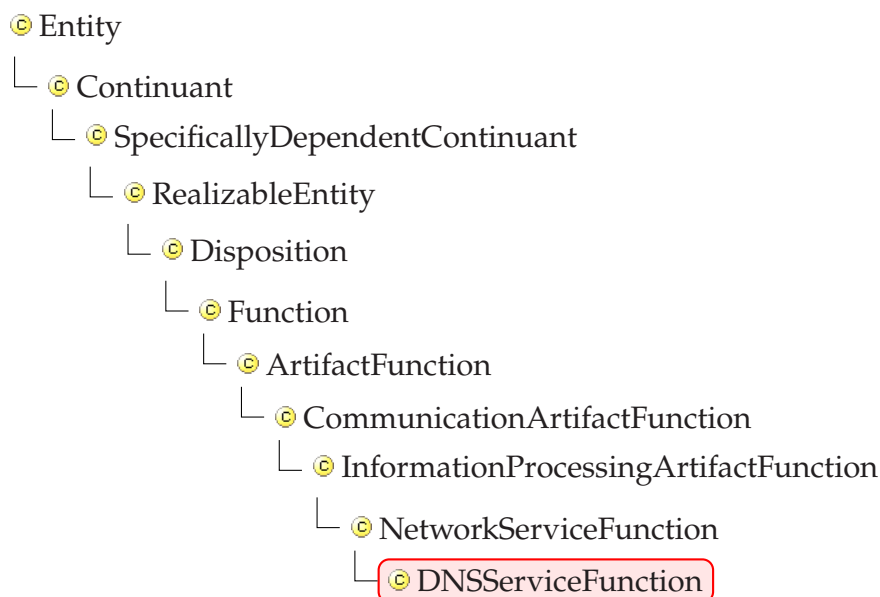 Entity
Continuant
SpecificallyDependentContinuant
RealizableEntity
Disposition
Function
ArtifactFunction
CommunicationArtifactFunction
InformationProcessingArtifactFunction
NetworkServiceFunction
DNSServiceFunction